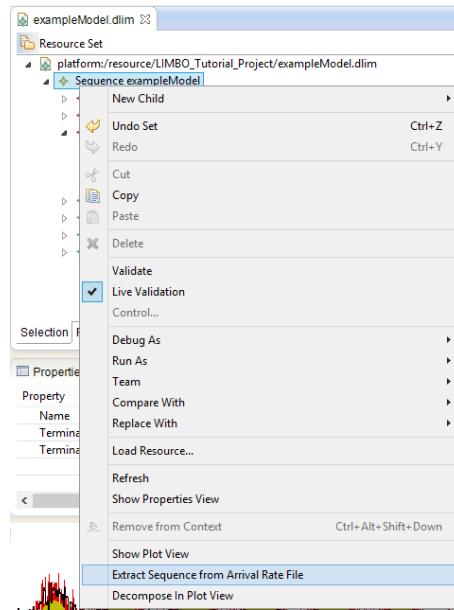 exampleModel.dlim
Resource Set
platform:/resource/LIMBO_Tutorial_Project/exampleModel.dlim
Sequence exampleModel
New Child
Undo Set Ctrl+Z
Redo Ctrl+Y
Cut
Copy
Paste
Delete
Validate
Live Validation
Control...
Selection
Debug As
Run As
Properties
Team
Property
Compare With
Name
Replace With
Load Resource...
Refresh
Show Properties View
Remove from Context Ctrl+Alt+Shift+Down
Show Plot View
Extract Sequence from Arrival Rate File
Decompose In Plot View